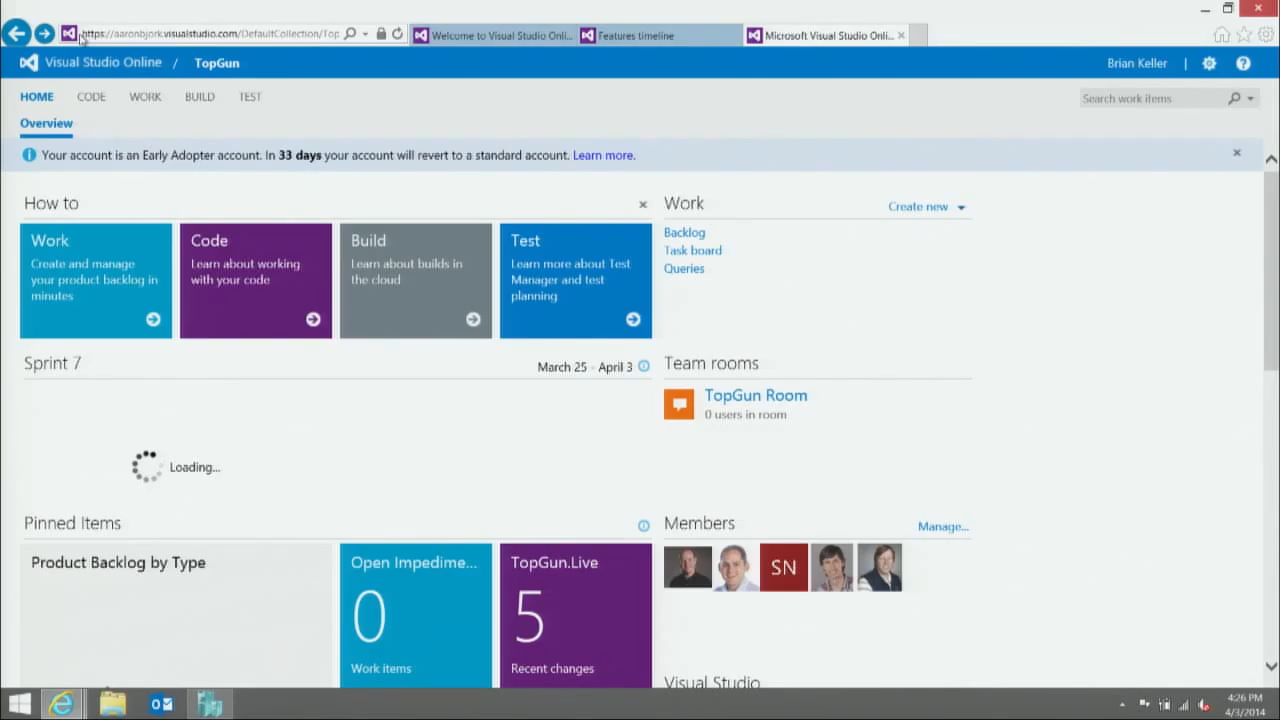 https://aaronbjork.visualstudio.com/DefaultCollection/Top
Welcome to Visual Studio Onli...
Features timeline
Microsoft Visual Studio Onli...
Visual Studio Online / TopGun
Brian Keller
HOME CODE WORK BUILD TEST
Search work items
Overview
Your account is an Early Adopter account. In 33 days your account will revert to a standard account. Learn more.
How to
Work
Create and manage
your product backlog in
minutes
Code
Learn about working
with your code
Build
Learn about builds in
the cloud
Test
Learn more about Test
Manager and test
planning
Work
Create new
Backlog
Task board
Queries
Sprint 7
March 25 - April 3
Loading...
Team rooms
TopGun Room
0 users in room
Pinned Items
Product Backlog by Type
Open Impedime...
0
Work items
TopGun.Live
5
Recent changes
Members
Manage...
SN
Visual Studio
4:26 PM
4/3/2014